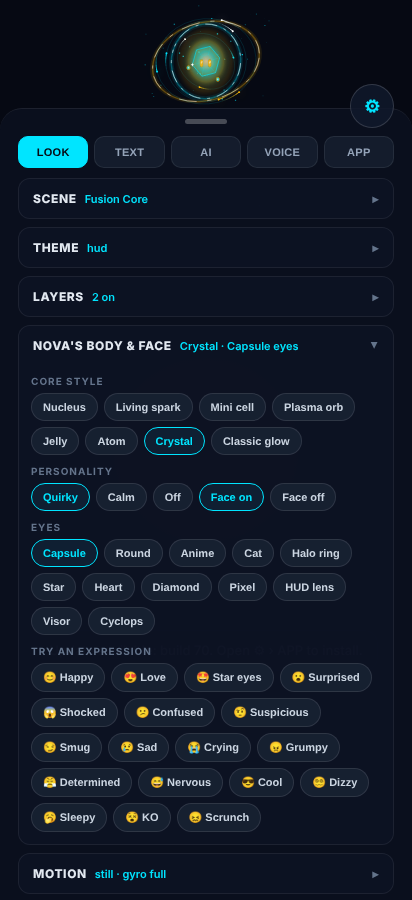 LOOK TEXT AI VOICE APP
SCENE Fusion Core
THEME hud
LAYERS 2 on
NOVA'S BODY & FACE Crystal · Capsule eyes
CORE STYLE
Nucleus Living spark Mini cell Plasma orb
Jelly Atom Crystal Classic glow
PERSONALITY
Quirky Calm Off Face on Face off
EYES
Capsule Round Anime Cat Halo ring
Star Heart Diamond Pixel HUD lens
Visor Cyclops
TRY AN EXPRESSION
😊 Happy 😍 Love 🤩 Star eyes 😮 Surprised
😱 Shocked 😕 Confused 🤨 Suspicious
😏 Smug 😢 Sad 😭 Crying 😠 Grumpy
😤 Determined 😅 Nervous 😎 Cool 😵‍💫 Dizzy
🥱 Sleepy 😵 KO 😖 Scrunch
MOTION still · gyro full